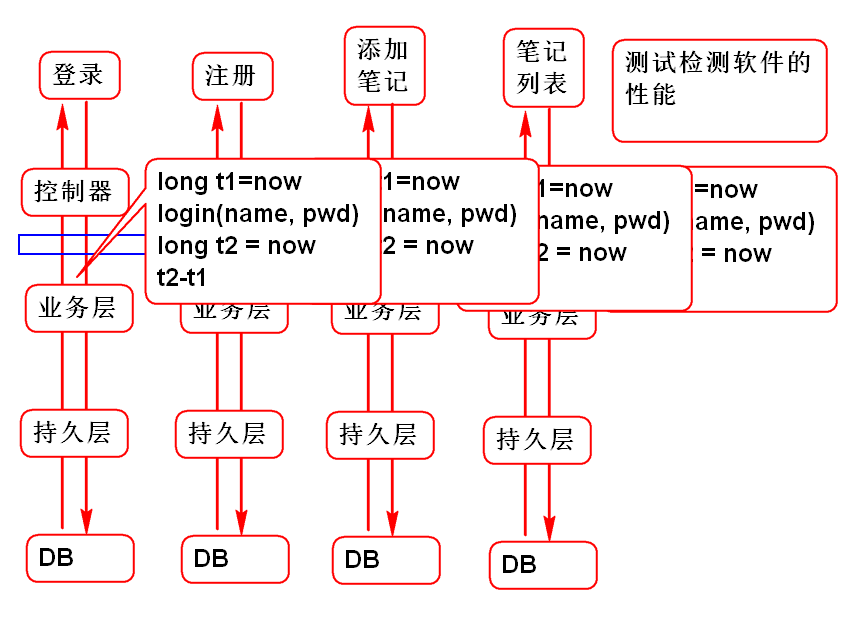 登录
注册
添加
笔记
笔记
列表
测试检测软件的
性能
控制器
long t1=now
login(name, pwd)
long t2 = now
t2-t1
1=now
name, pwd)
2 = now
1=now
name, pwd)
2 = now
=now
ame, pwd)
= now
业务层
业务层
业务层
业务层
持久层
持久层
持久层
持久层
DB
DB
DB
DB